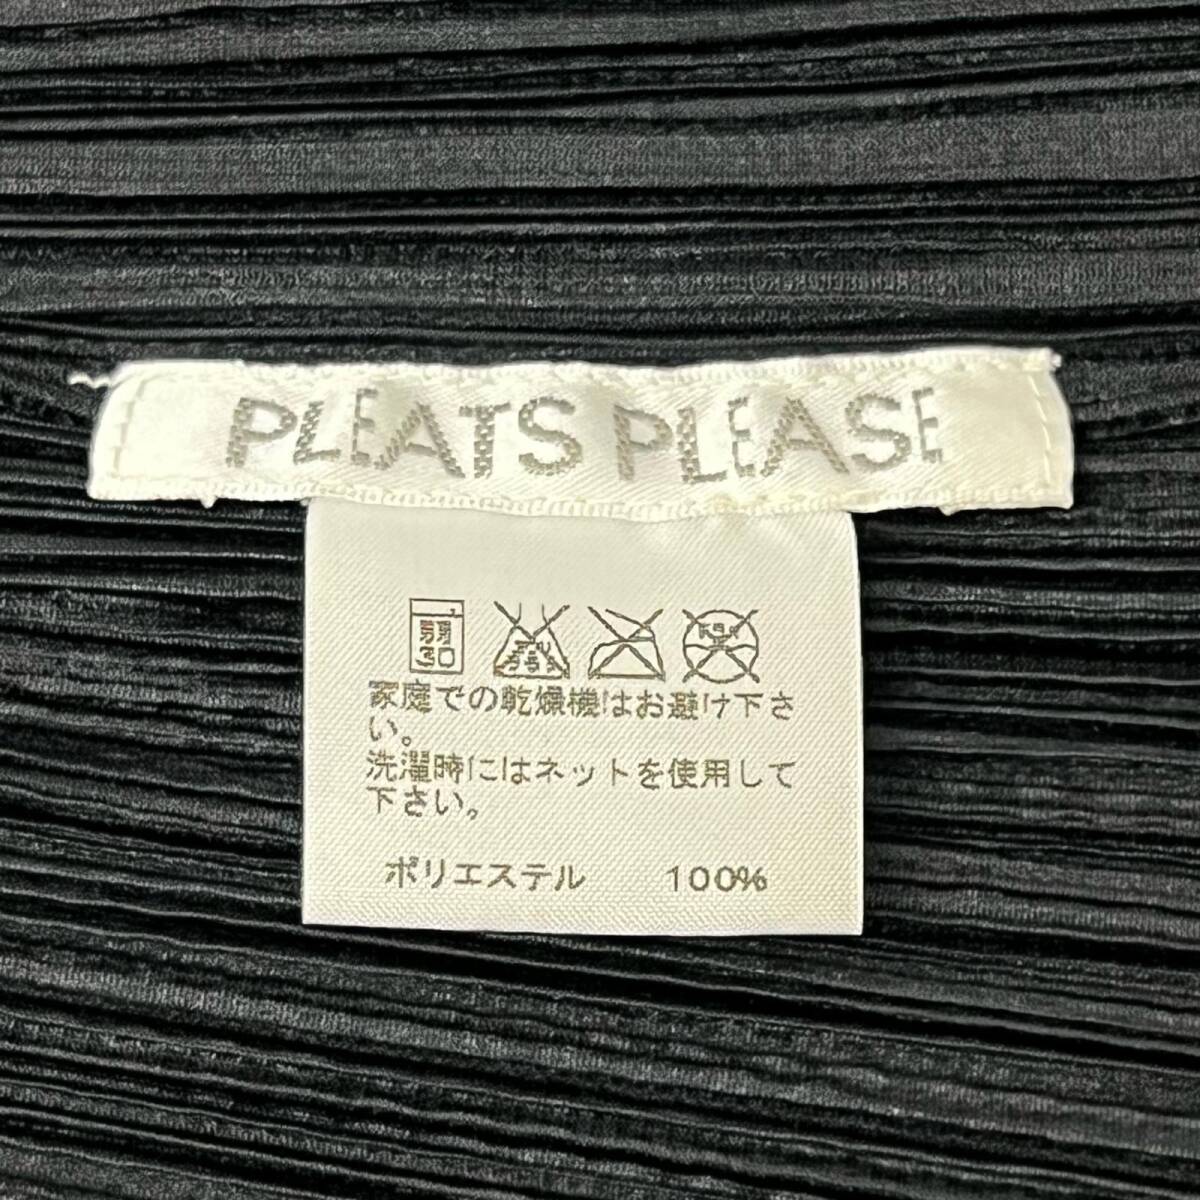 PLEATS PLEASE
家庭での乾燥機はお避け下さ
い。
洗濯時にはネットを使用して
下さい。
ポリエステル 100%